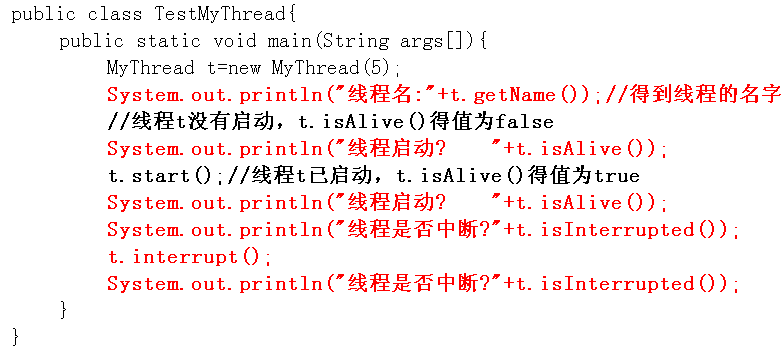 public class TestMyThread{
    public static void main(String args[]){
        MyThread t=new MyThread(5);
        System.out.println("线程名:"+t.getName());//得到线程的名字
        //线程t没有启动，t.isAlive()得值为false
        System.out.println("线程启动?   "+t.isAlive());
        t.start();//线程t已启动，t.isAlive()得值为true
        System.out.println("线程启动?   "+t.isAlive());
        System.out.println("线程是否中断?"+t.isInterrupted());
        t.interrupt();
        System.out.println("线程是否中断?"+t.isInterrupted());
    }
}